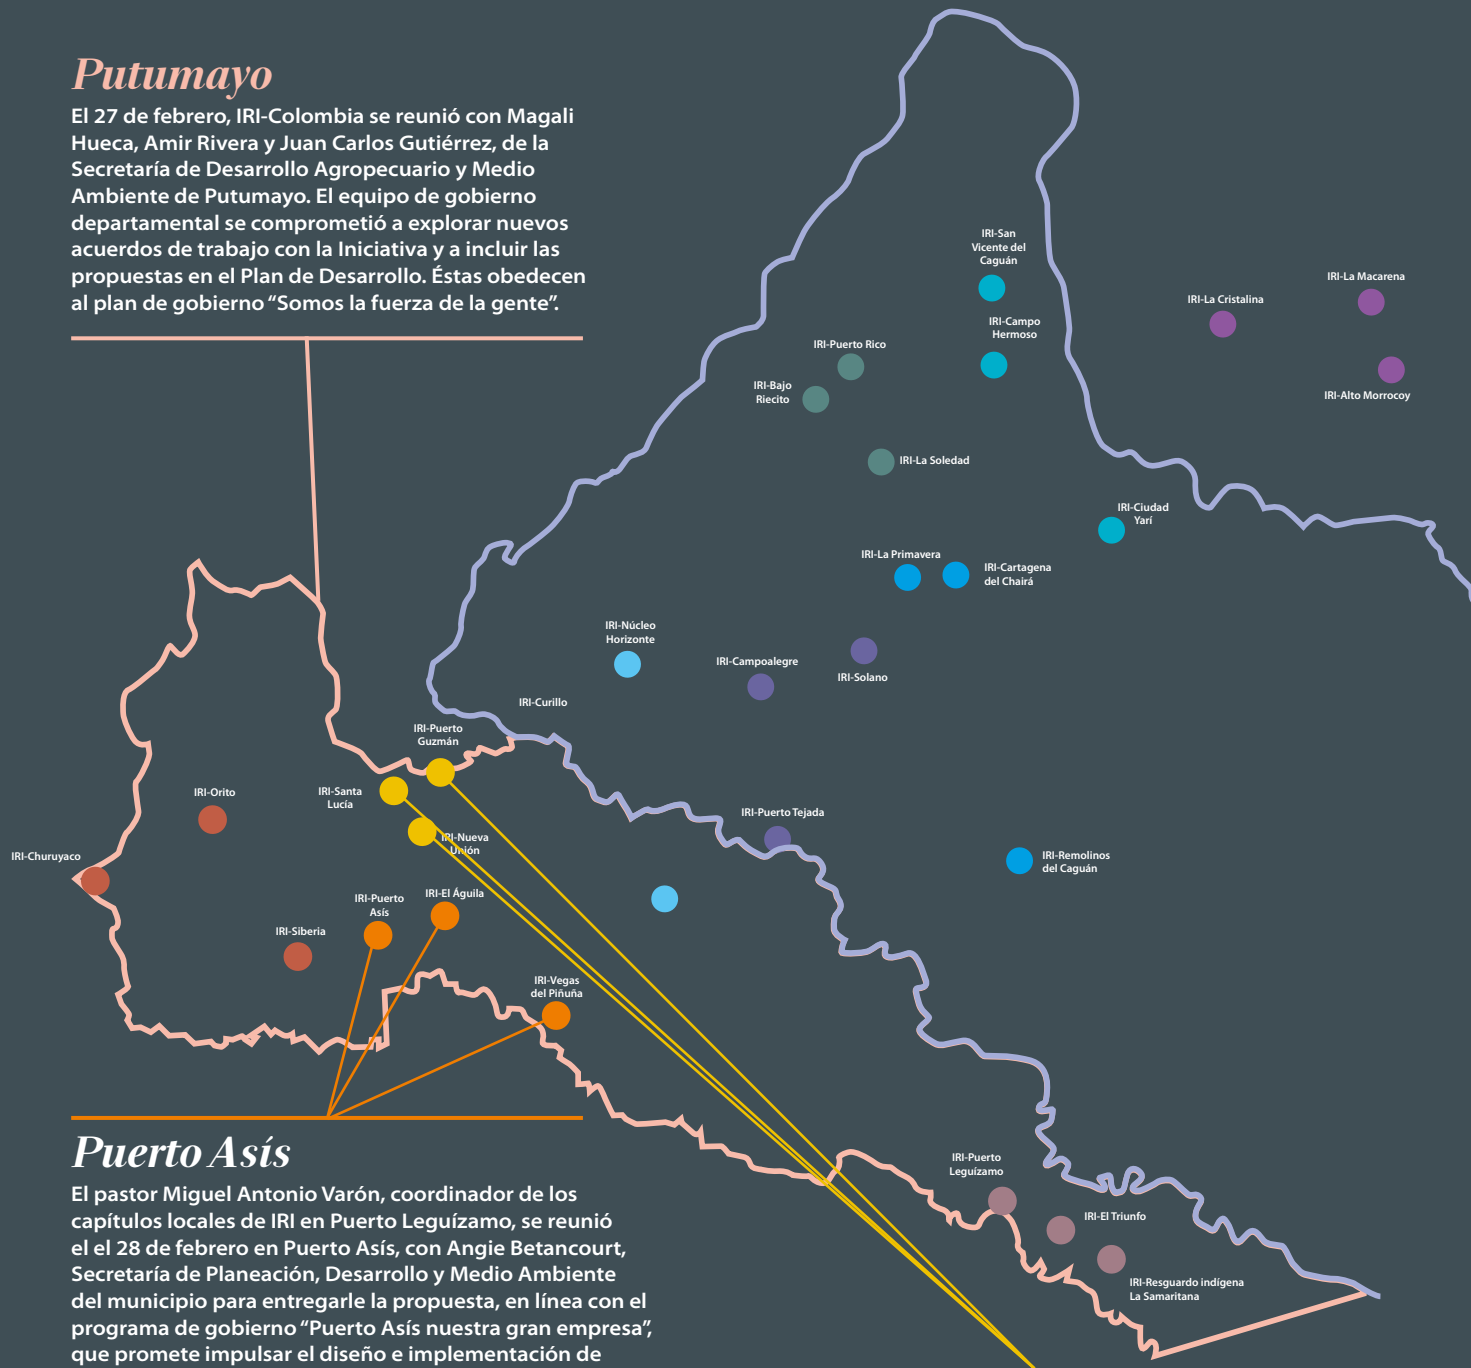 Putumayo
El 27 de febrero, IRI-Colombia se reunió con Magali
Hueca, Amir Rivera y Juan Carlos Gutiérrez, de la
Secretaría de Desarrollo Agropecuario y Medio
Ambiente de Putumayo. El equipo de gobierno
departamental se comprometió a explorar nuevos
acuerdos de trabajo con la Iniciativa y a incluir las
propuestas en el Plan de Desarrollo. Éstas obedecen
al plan de gobierno “Somos la fuerza de la gente”.
IRI-San
Vicente del
Caguán
IRI-La Macarena
IRI-La Cristalina
IRI-Campo
Hermoso
IRI-Puerto Rico
IRI-Bajo
Riecito
IRI-Alto Morrocoy
IRI-La Soledad
IRI-Ciudad
Yarí
IRI-La Primavera
IRI-Cartagena
del Chairá
IRI-Núcleo
Horizonte
IRI-Campoalegre
IRI-Solano
IRI-Curillo
IRI-Puerto
Guzmán
IRI-Orito
IRI-Santa
Lucía
IRI-Puerto Tejada
IRI-Nueva
Unión
IRI-Churuyaco
IRI-Remolinos
del Caguán
IRI-Puerto
Asís
IRI-El Águila
IRI-Siberia
IRI-Vegas
del Piñuña
Puerto Asís
El pastor Miguel Antonio Varón, coordinador de los
capítulos locales de IRI en Puerto Leguízamo, se reunió
el el 28 de febrero en Puerto Asís, con Angie Betancourt,
Secretaría de Planeación, Desarrollo y Medio Ambiente
del municipio para entregarle la propuesta, en línea con el
programa de gobierno “Puerto Asís nuestra gran empresa”,
que promete impulsar el diseño e implementación de
IRI-Puerto
Leguízamo
IRI-El Triunfo
IRI-Resguardo indígena
La Samaritana